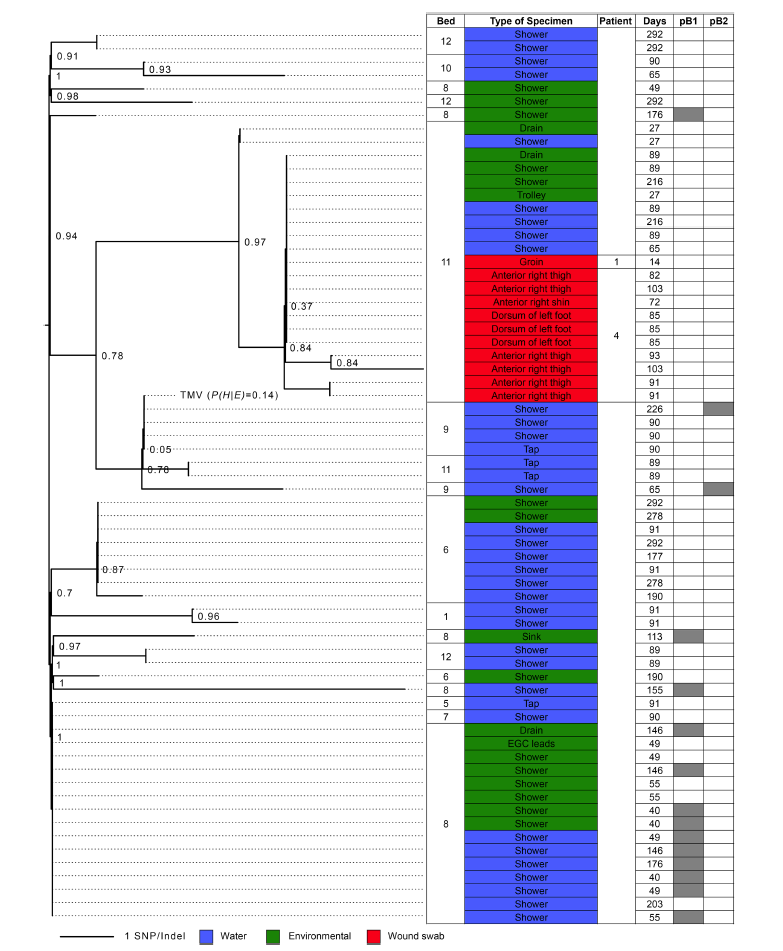 Bed Type of Specimen Patient Days pB1 pB2
12 Shower 292
Shower 292
0.91
10 Shower 90
0.93 Shower 65
1
8 Shower 49
0.98 12 Shower 292
8 Shower 176
Drain 27
Shower 27
Drain 89
Shower 89
Shower 216
Trolley 27
Shower 89
Shower 216
0.94 Shower 89
0.97 Shower 65
11 Groin 1 14
Anterior right thigh 82
Anterior right thigh 103
0.37 Anterior right shin 72
Dorsum of left foot 85
Dorsum of left foot 85
4
0.84 Dorsum of left foot 85
0.78 0.84 Anterior right thigh 93
Anterior right thigh 103
Anterior right thigh 91
TMV (P(H|E)=0.14) Anterior right thigh 91
Shower 226
Shower 90
9 Shower 90
0.05 Tap 90
0.78 11 Tap 89
Tap 89
9 Shower 65
Shower 292
Shower 278
Shower 91
Shower 292
6 Shower 177
0.87 Shower 91
Shower 278
0.7 Shower 190
1 Shower 91
0.96 Shower 91
8 Sink 113
0.97 12 Shower 89
1 Shower 89
6 Shower 190
1 8 Shower 155
5 Tap 91
7 Shower 90
1 Drain 146
EGC leads 49
Shower 49
Shower 146
Shower 55
Shower 55
Shower 40
8 Shower 40
Shower 49
Shower 146
Shower 176
Shower 40
Shower 49
Shower 203
Shower 55
1 SNP/Indel Water Environmental Wound swab